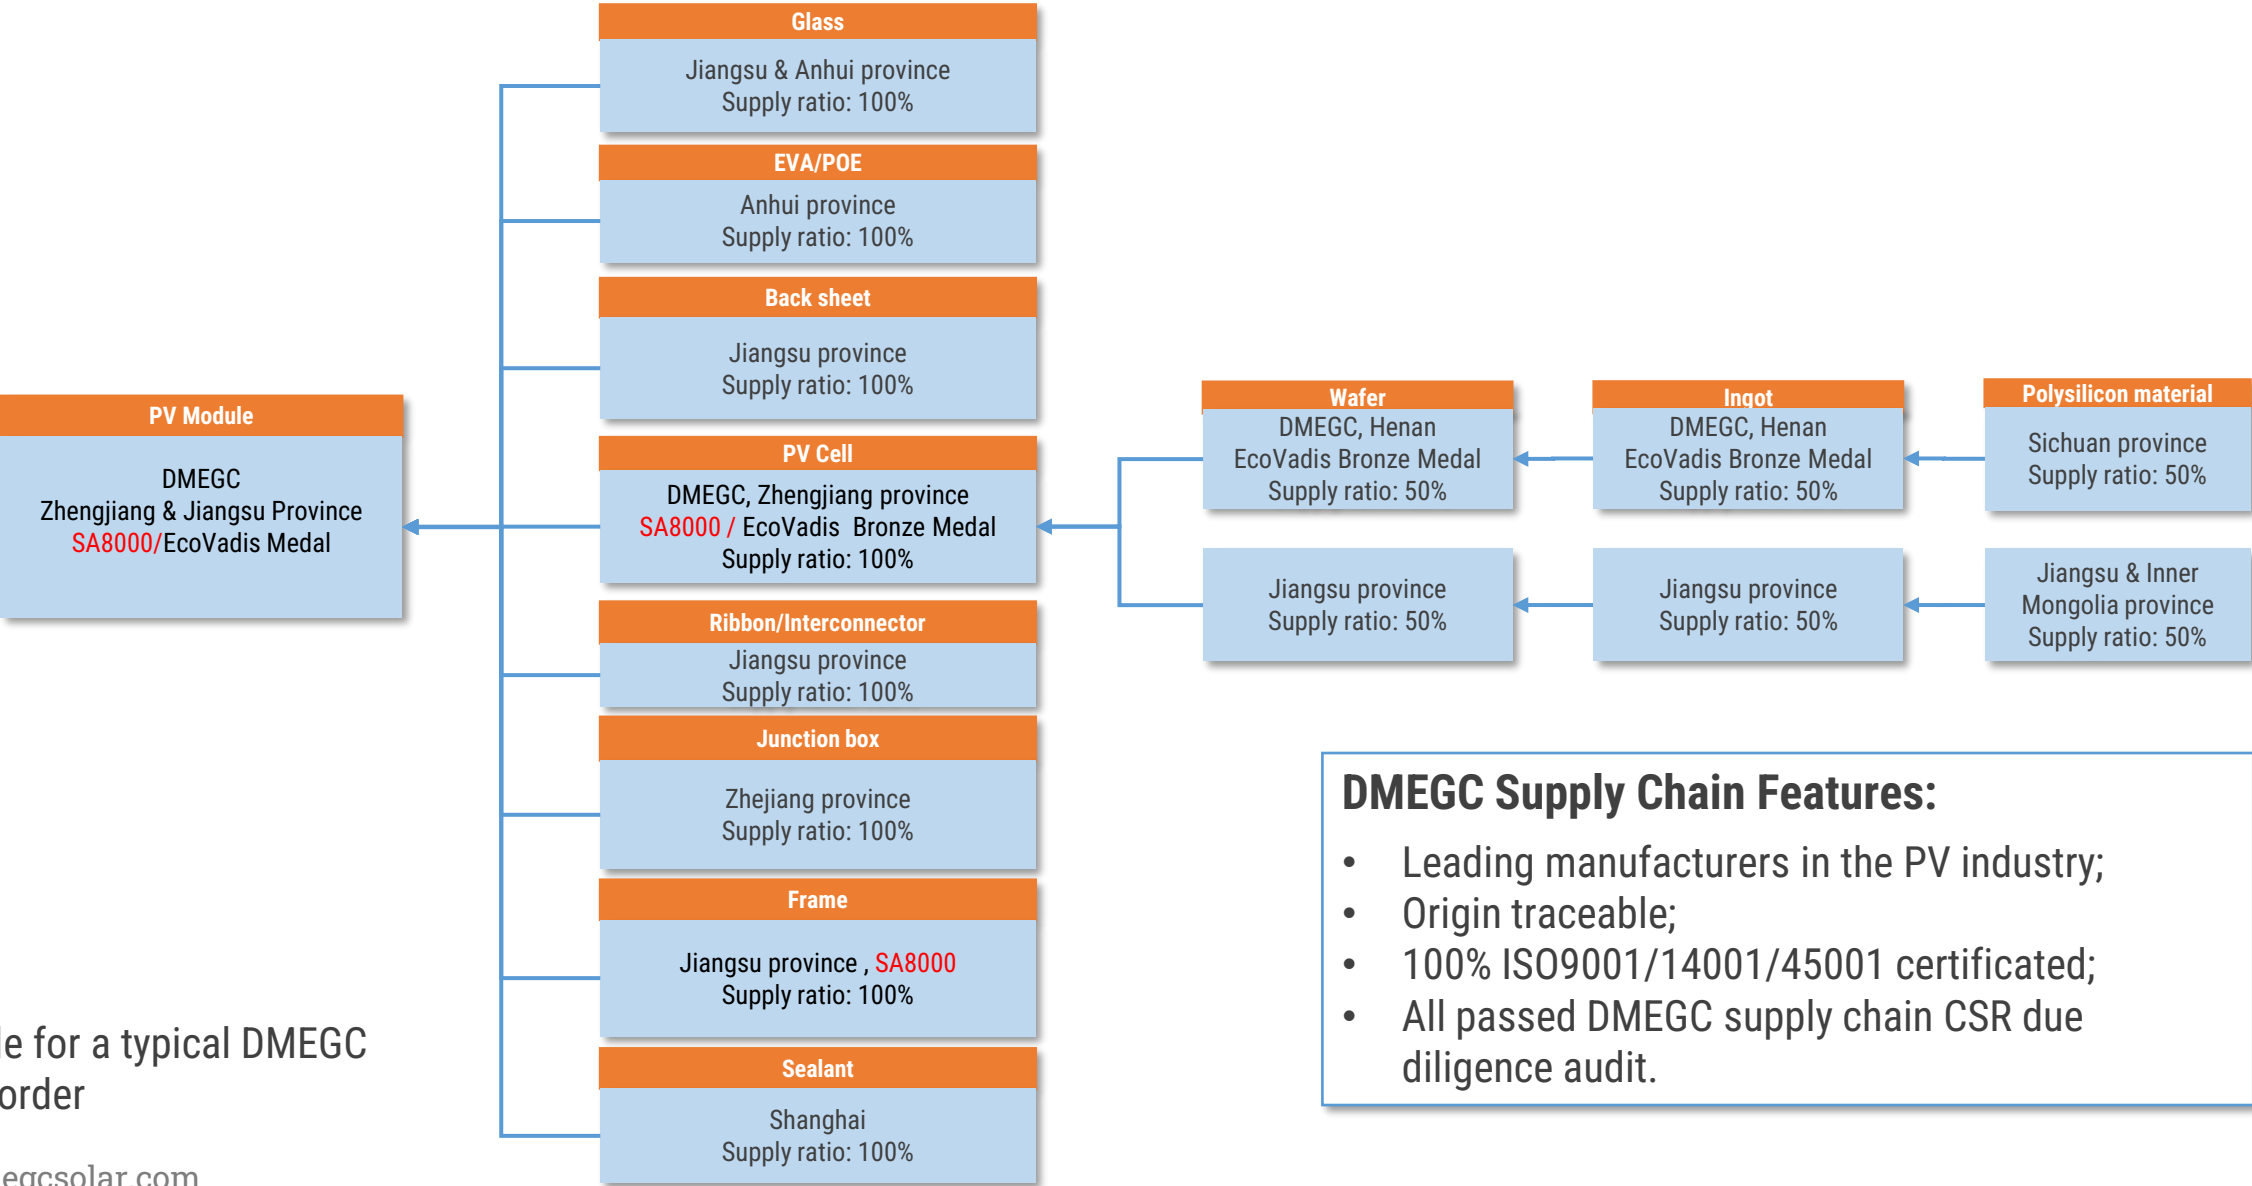 Glass
Jiangsu & Anhui province
Supply ratio: 100%
EVA/POE
Anhui province
Supply ratio: 100%
Back sheet
Jiangsu province
Supply ratio: 100%
PV Module
DMEGC
Zhengjiang & Jiangsu Province
SA8000/EcoVadis Medal
PV Cell
DMEGC, Zhengjiang province
SA8000 / EcoVadis Bronze Medal
Supply ratio: 100%
Wafer
DMEGC, Henan
EcoVadis Bronze Medal
Supply ratio: 50%
Ingot
DMEGC, Henan
EcoVadis Bronze Medal
Supply ratio: 50%
Polysilicon material
Sichuan province
Supply ratio: 50%
Jiangsu province
Supply ratio: 50%
Jiangsu province
Supply ratio: 50%
Jiangsu & Inner
Mongolia province
Supply ratio: 50%
Ribbon/Interconnector
Jiangsu province
Supply ratio: 100%
Junction box
Zhejiang province
Supply ratio: 100%
Frame
Jiangsu province , SA8000
Supply ratio: 100%
Sealant
Shanghai
Supply ratio: 100%
DMEGC Supply Chain Features:
• Leading manufacturers in the PV industry;
• Origin traceable;
• 100% ISO9001/14001/45001 certificated;
• All passed DMEGC supply chain CSR due
diligence audit.
le for a typical DMEGC
order
egcsolar.com